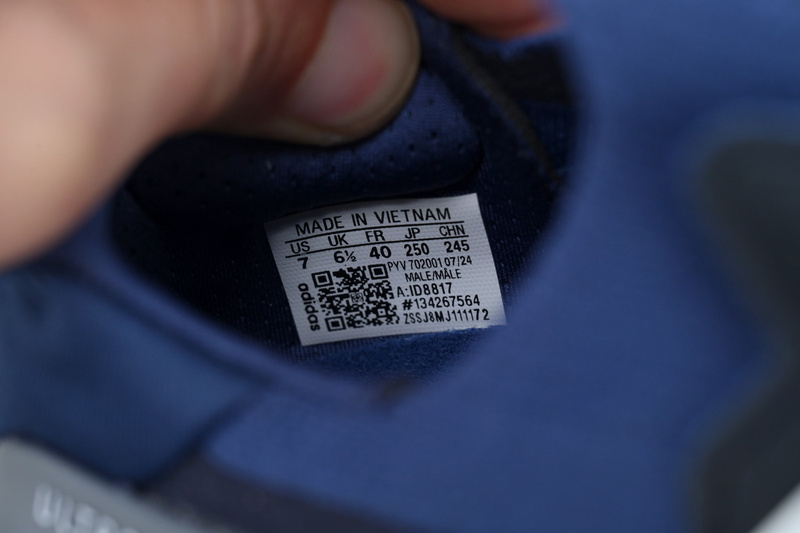 MADE IN VIETNAM
US UK FR JP CHN
7 6½ 40 250 245
PYV 702001 07/24
MALE/MÂLE
A:ID8817
#134267564
ZSSJ8MJ111172
adidas